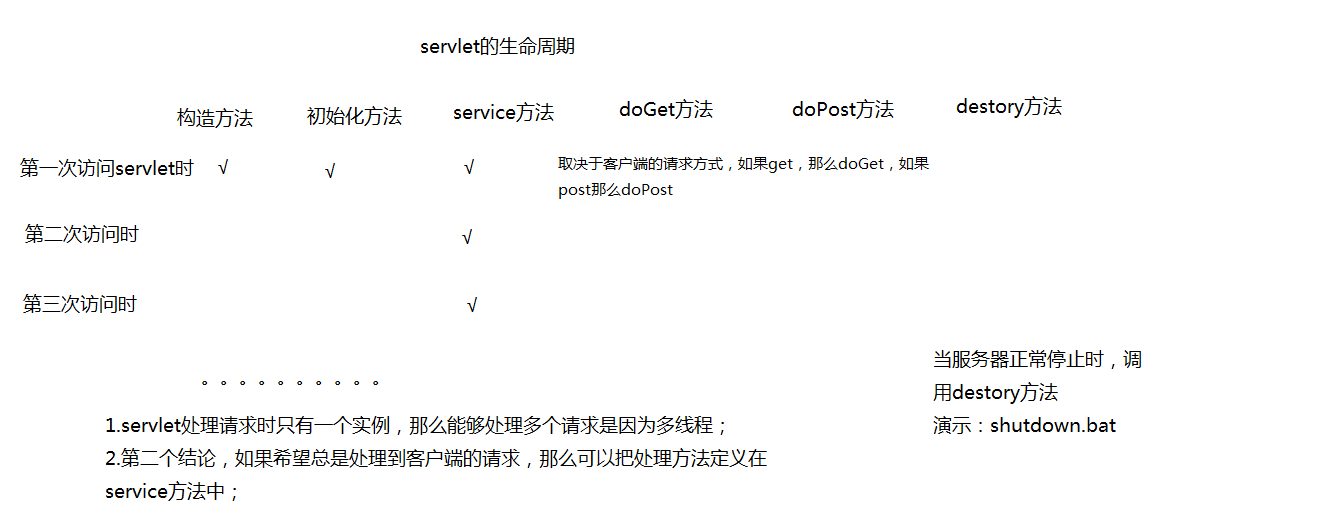 servlet的生命周期
构造方法 初始化方法 service方法 doGet方法 doPost方法 destory方法
第一次访问servlet时 √ √ √ 取决于客户端的请求方式，如果get，那么doGet，如果
post那么doPost
第二次访问时 √
第三次访问时 √
当服务器正常停止时，调
用destory方法
演示：shutdown.bat
。。。。。。。。。。
1.servlet处理请求时只有一个实例，那么能够处理多个请求是因为多线程；
2.第二个结论，如果希望总是处理到客户端的请求，那么可以把处理方法定义在
service方法中；